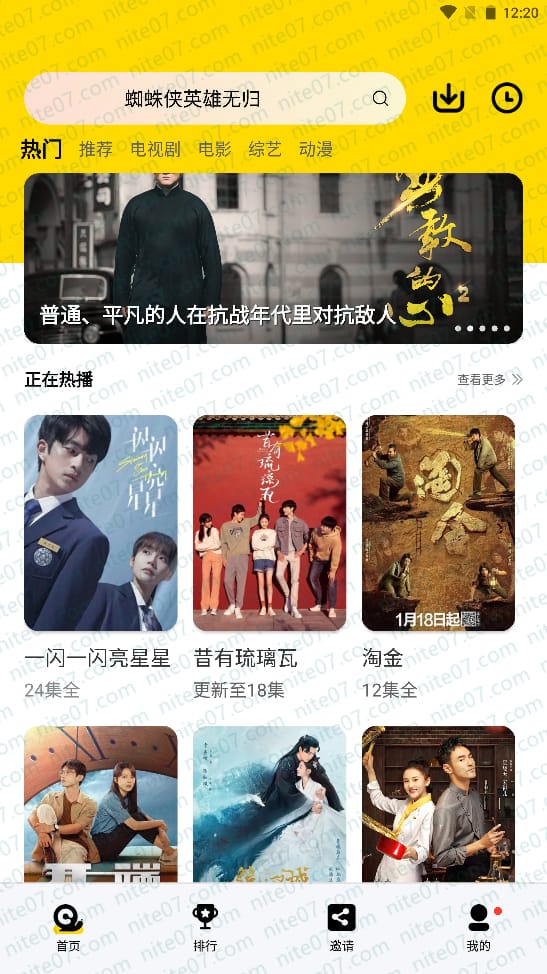 12:20
蜘蛛侠英雄无归
热门 推荐 电视剧 电影 综艺 动漫
勇敢的心2
普通、平凡的人在抗战年代里对抗敌人
正在热播 查看更多
一闪一闪亮星星 昔有琉璃瓦 淘金
1月18日起
24集全 更新至18集 12集全
开端
首页 排行 邀请 我的
nite07.com